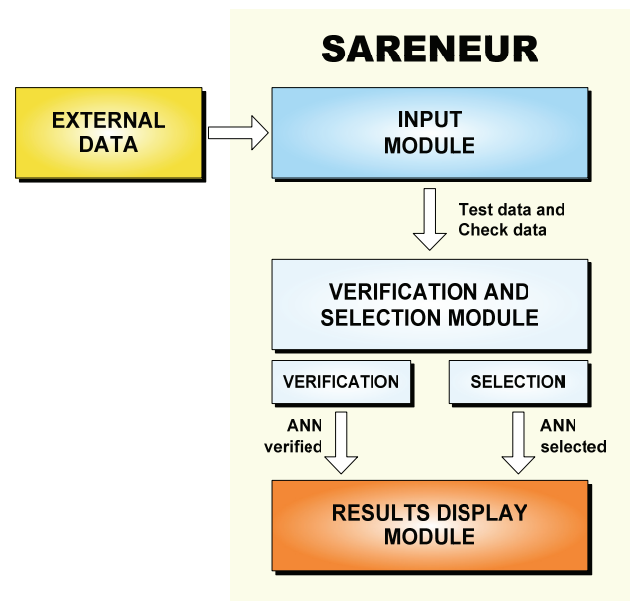 SARENEUR
EXTERNAL
DATA
INPUT
MODULE
Test data and
Check data
VERIFICATION AND
SELECTION MODULE
VERIFICATION
SELECTION
ANN
verified
ANN
selected
RESULTS DISPLAY
MODULE